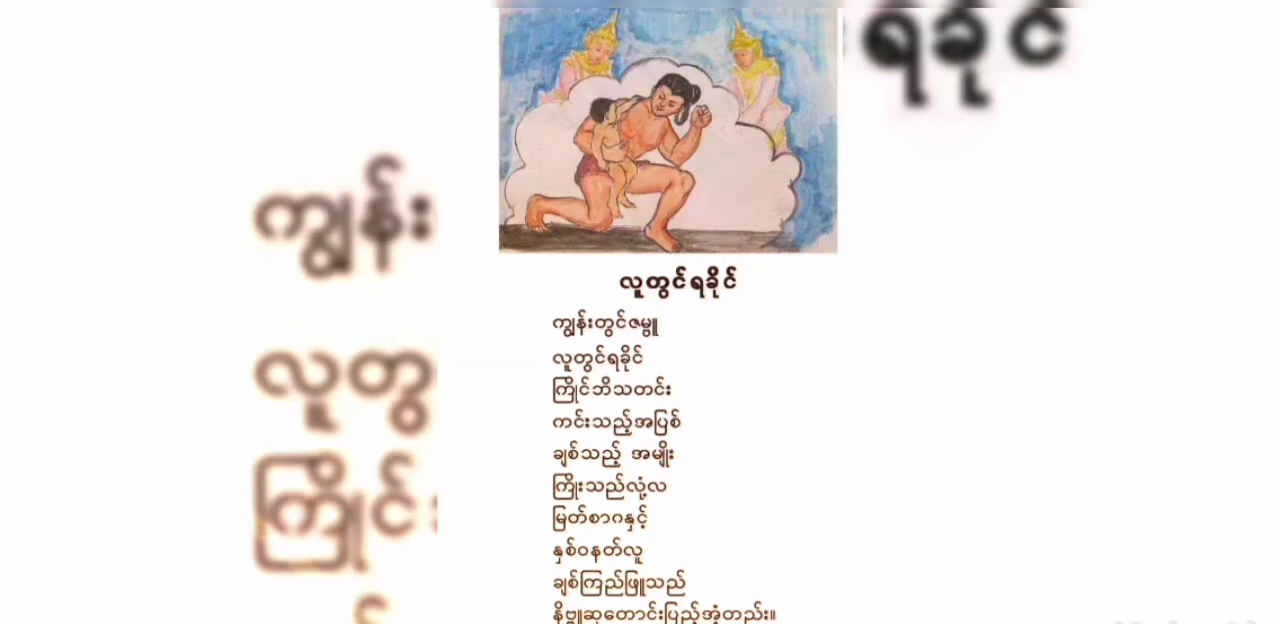 လူတွင်ရခိုင်
ကျွန်းတွင်ဇမ္ဗူ
လူတွင်ရခိုင်
ကြိုင်ဘိသတင်း
ကင်းသည့်အပြစ်
ချစ်သည့် အမျိုး
ကြိုးသည်လုံ့လ
မြတ်စာဂနှင့်
နှစ်ဝနတ်လူ
ချစ်ကြည်ဖြူသည်
နိဗ္ဗူဆုတောင်းပြည့်အံ့တည်း။